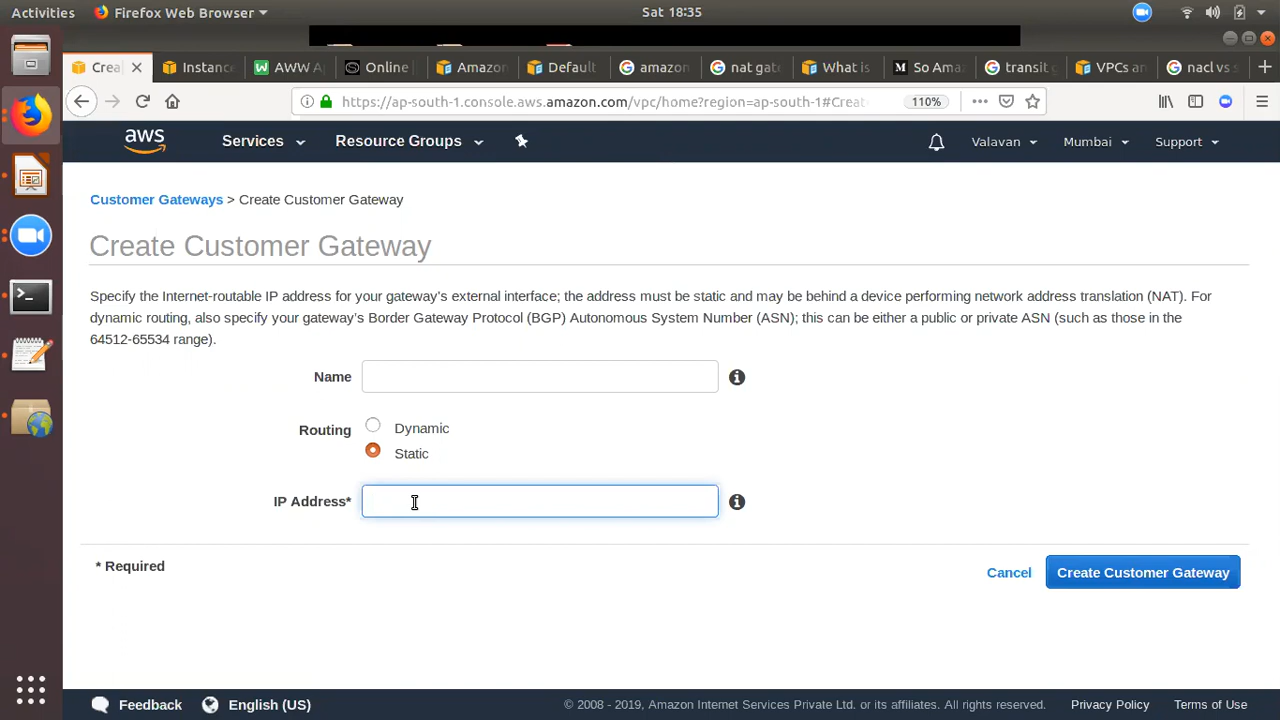 Activities Firefox Web Browser Sat 18:35
Crea Instanc AWW A Online Amazon Default amazon nat gat What is So Am transit VPCs an nacl vs s
https://ap-south-1.console.aws.amazon.com/vpc/home?region=ap-south-1#Creat 110%
aws Services Resource Groups Valavan Mumbai Support
Customer Gateways > Create Customer Gateway
Create Customer Gateway
Specify the Internet-routable IP address for your gateway's external interface; the address must be static and may be behind a device performing network address translation (NAT). For
dynamic routing, also specify your gateway's Border Gateway Protocol (BGP) Autonomous System Number (ASN); this can be either a public or private ASN (such as those in the
64512-65534 range).
Name
Routing Dynamic
Static
IP Address*
* Required
Cancel Create Customer Gateway
Feedback English (US) © 2008 - 2019, Amazon Internet Services Private Ltd. or its affiliates. All rights reserved. Privacy Policy Terms of Use